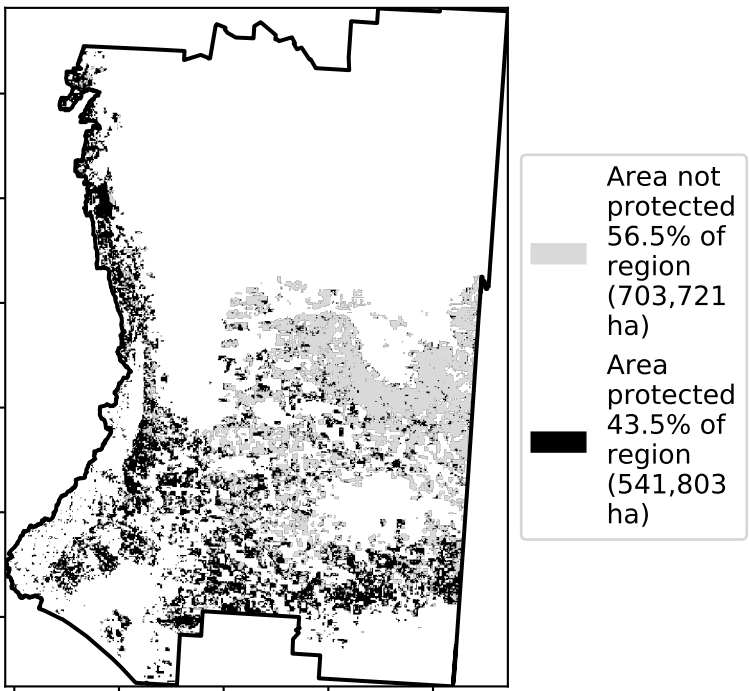 Area not
protected
56.5% of
region
(703,721
ha)
Area
protected
43.5% of
region
(541,803
ha)